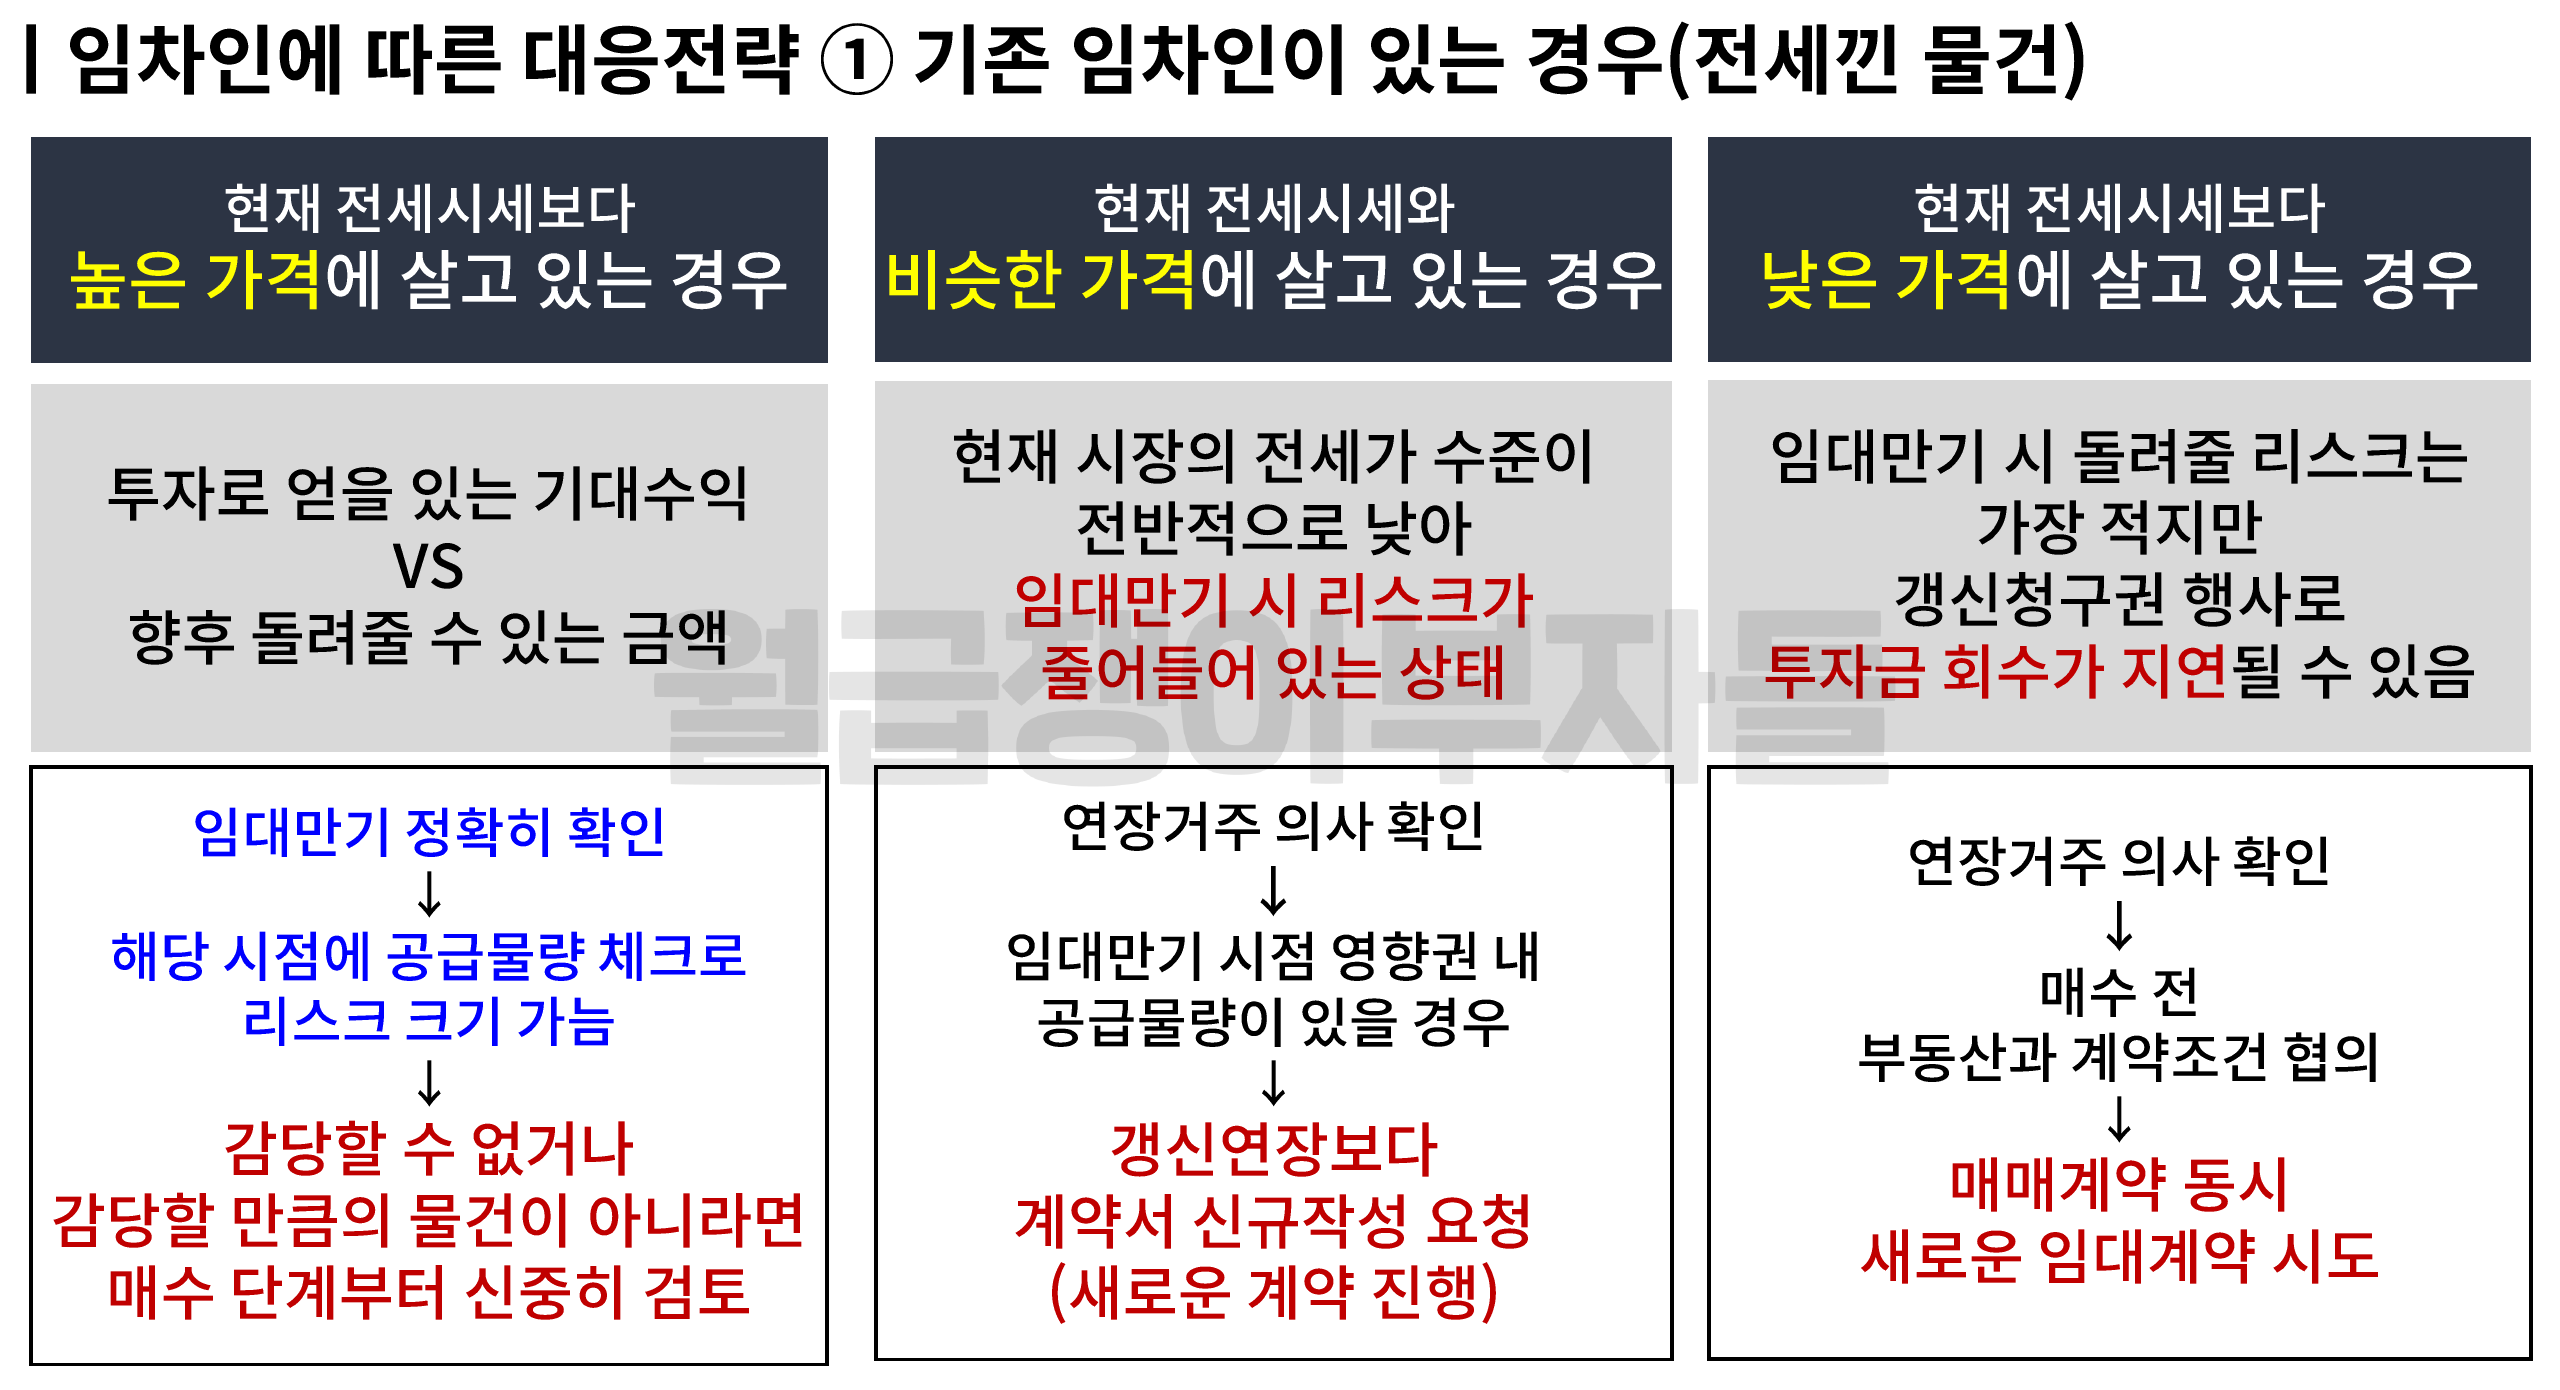 | 임차인에 따른 대응전략 ① 기존 임차인이 있는 경우(전세낀 물건)
현재 전세시세보다
높은 가격에 살고 있는 경우
투자로 얻을 있는 기대수익
VS
향후 돌려줄 수 있는 금액
임대만기 정확히 확인
↓
해당 시점에 공급물량 체크로
리스크 크기 가늠
↓
감당할 수 없거나
감당할 만큼의 물건이 아니라면
매수 단계부터 신중히 검토
현재 전세시세와
비슷한 가격에 살고 있는 경우
현재 시장의 전세가 수준이
전반적으로 낮아
임대만기 시 리스크가
줄어들어 있는 상태
연장거주 의사 확인
↓
임대만기 시점 영향권 내
공급물량이 있을 경우
↓
갱신연장보다
계약서 신규작성 요청
(새로운 계약 진행)
현재 전세시세보다
낮은 가격에 살고 있는 경우
임대만기 시 돌려줄 리스크는
가장 적지만
갱신청구권 행사로
투자금 회수가 지연될 수 있음
연장거주 의사 확인
↓
매수 전
부동산과 계약조건 협의
↓
매매계약 동시
새로운 임대계약 시도
월급쟁이부자들